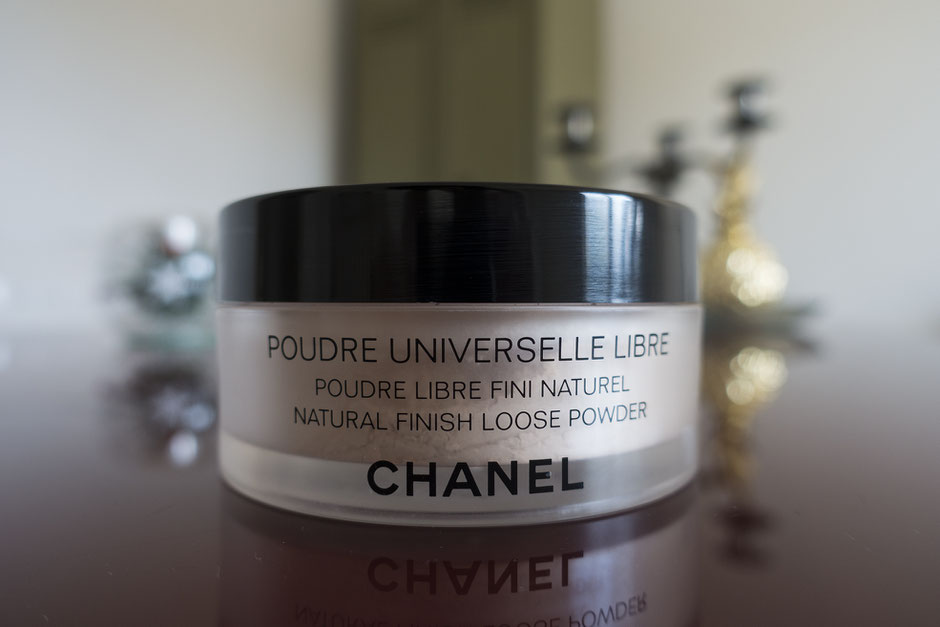 POUDRE UNIVERSELLE LIBRE
POUDRE LIBRE FINI NATUREL
NATURAL FINISH LOOSE POWDER
CHANEL